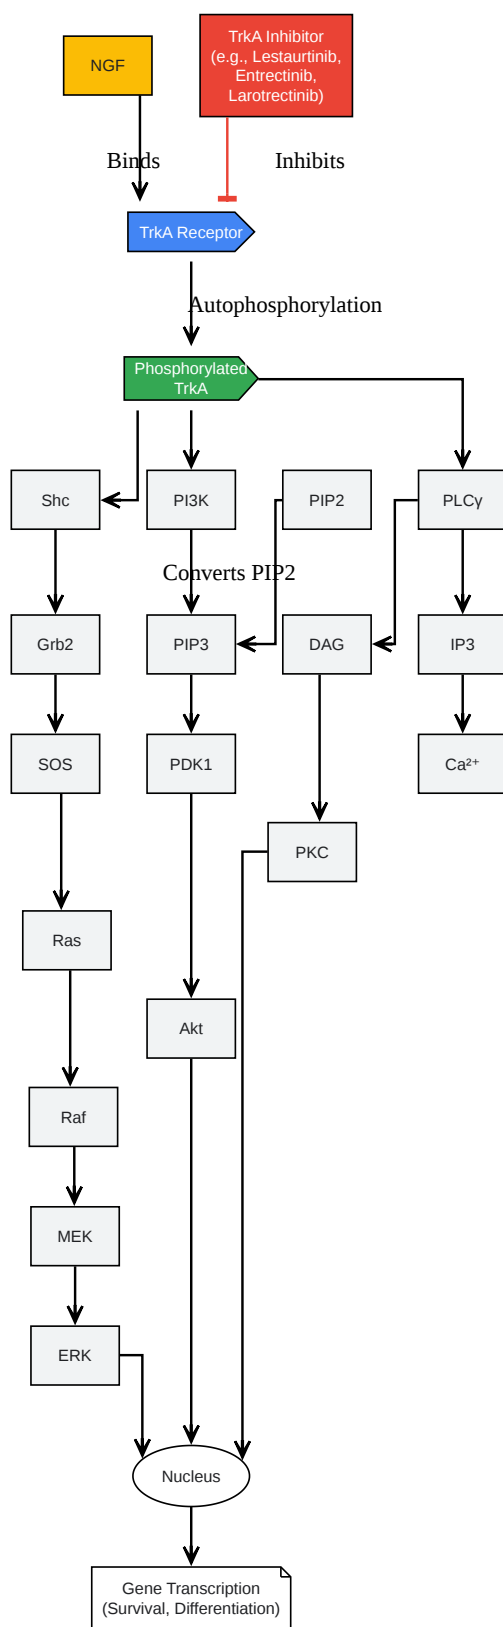 NGF
TrkA Inhibitor
(e.g., Lestaurtinib,
Entrectinib,
Larotrectinib)
Binds
Inhibits
TrkA Receptor
Autophosphorylation
Phosphorylated
TrkA
Shc
PI3K
PIP2
PLCγ
Converts PIP2
Grb2
PIP3
DAG
IP3
SOS
PDK1
Ca²⁺
PKC
Ras
Akt
Raf
MEK
ERK
Nucleus
Gene Transcription
(Survival, Differentiation)